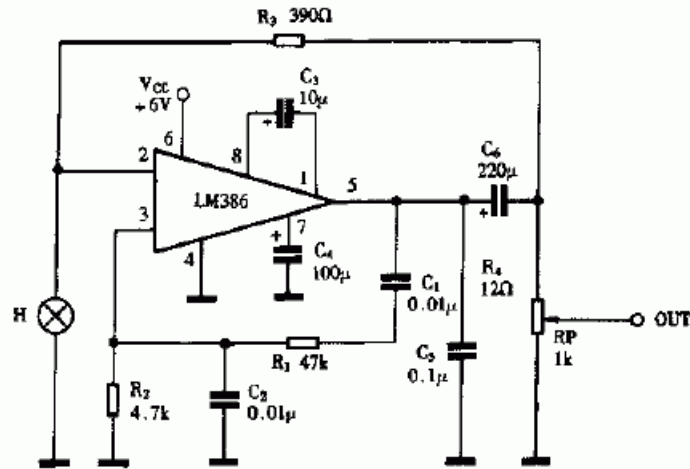 R₃ 390Ω
V_CC
+6V
C₃
10μ
+
6
8
1
2
3
LM386
5
7
4
+
C₄
100μ
C₆
220μ
+
C₁
0.01μ
R₄
12Ω
C₅
0.1μ
OUT
RP
1k
H
R₁ 47k
R₂
4.7k
C₂
0.01μ